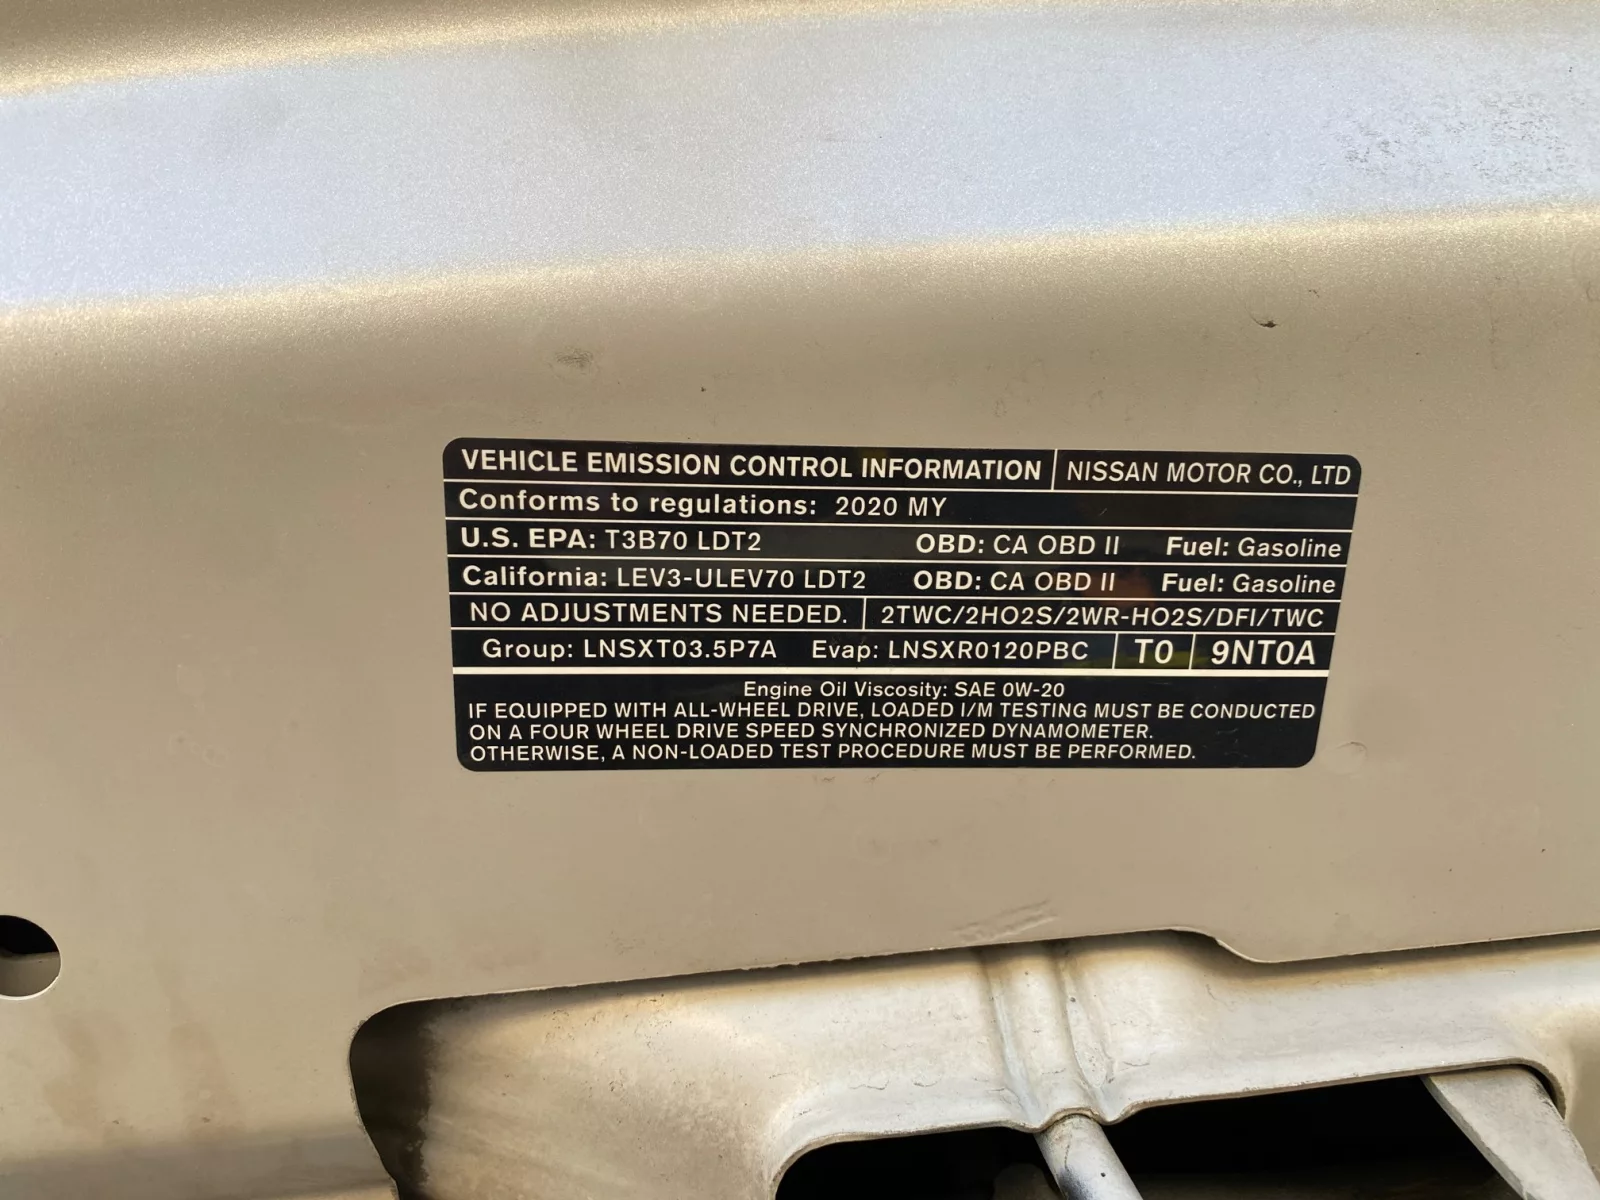 VEHICLE EMISSION CONTROL INFORMATION NISSAN MOTOR CO., LTD
Conforms to regulations: 2020 MY
U.S. EPA: T3B70 LDT2 OBD: CA OBD II Fuel: Gasoline
California: LEV3-ULEV70 LDT2 OBD: CA OBD II Fuel: Gasoline
NO ADJUSTMENTS NEEDED. 2TWC/2HO2S/2WR-HO2S/DFI/TWC
Group: LNSXT03.5P7A Evap: LNSXR0120PBC T0 9NT0A
Engine Oil Viscosity: SAE 0W-20
IF EQUIPPED WITH ALL-WHEEL DRIVE, LOADED I/M TESTING MUST BE CONDUCTED
ON A FOUR WHEEL DRIVE SPEED SYNCHRONIZED DYNAMOMETER.
OTHERWISE, A NON-LOADED TEST PROCEDURE MUST BE PERFORMED.